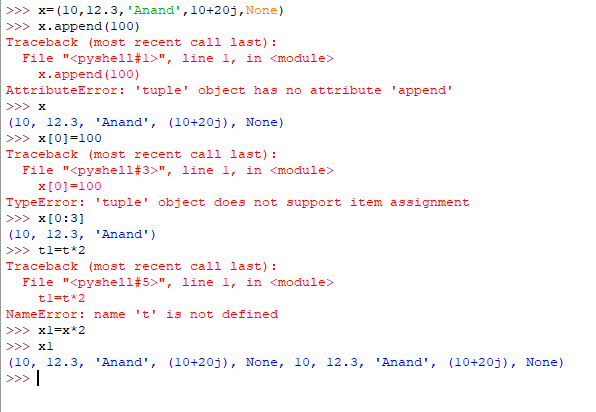 >>> x=(10,12.3,'Anand',10+20j,None)
>>> x.append(100)
Traceback (most recent call last):
  File "<pyshell#1>", line 1, in <module>
    x.append(100)
AttributeError: 'tuple' object has no attribute 'append'
>>> x
(10, 12.3, 'Anand', (10+20j), None)
>>> x[0]=100
Traceback (most recent call last):
  File "<pyshell#3>", line 1, in <module>
    x[0]=100
TypeError: 'tuple' object does not support item assignment
>>> x[0:3]
(10, 12.3, 'Anand')
>>> t1=t*2
Traceback (most recent call last):
  File "<pyshell#5>", line 1, in <module>
    t1=t*2
NameError: name 't' is not defined
>>> x1=x*2
>>> x1
(10, 12.3, 'Anand', (10+20j), None, 10, 12.3, 'Anand', (10+20j), None)
>>>